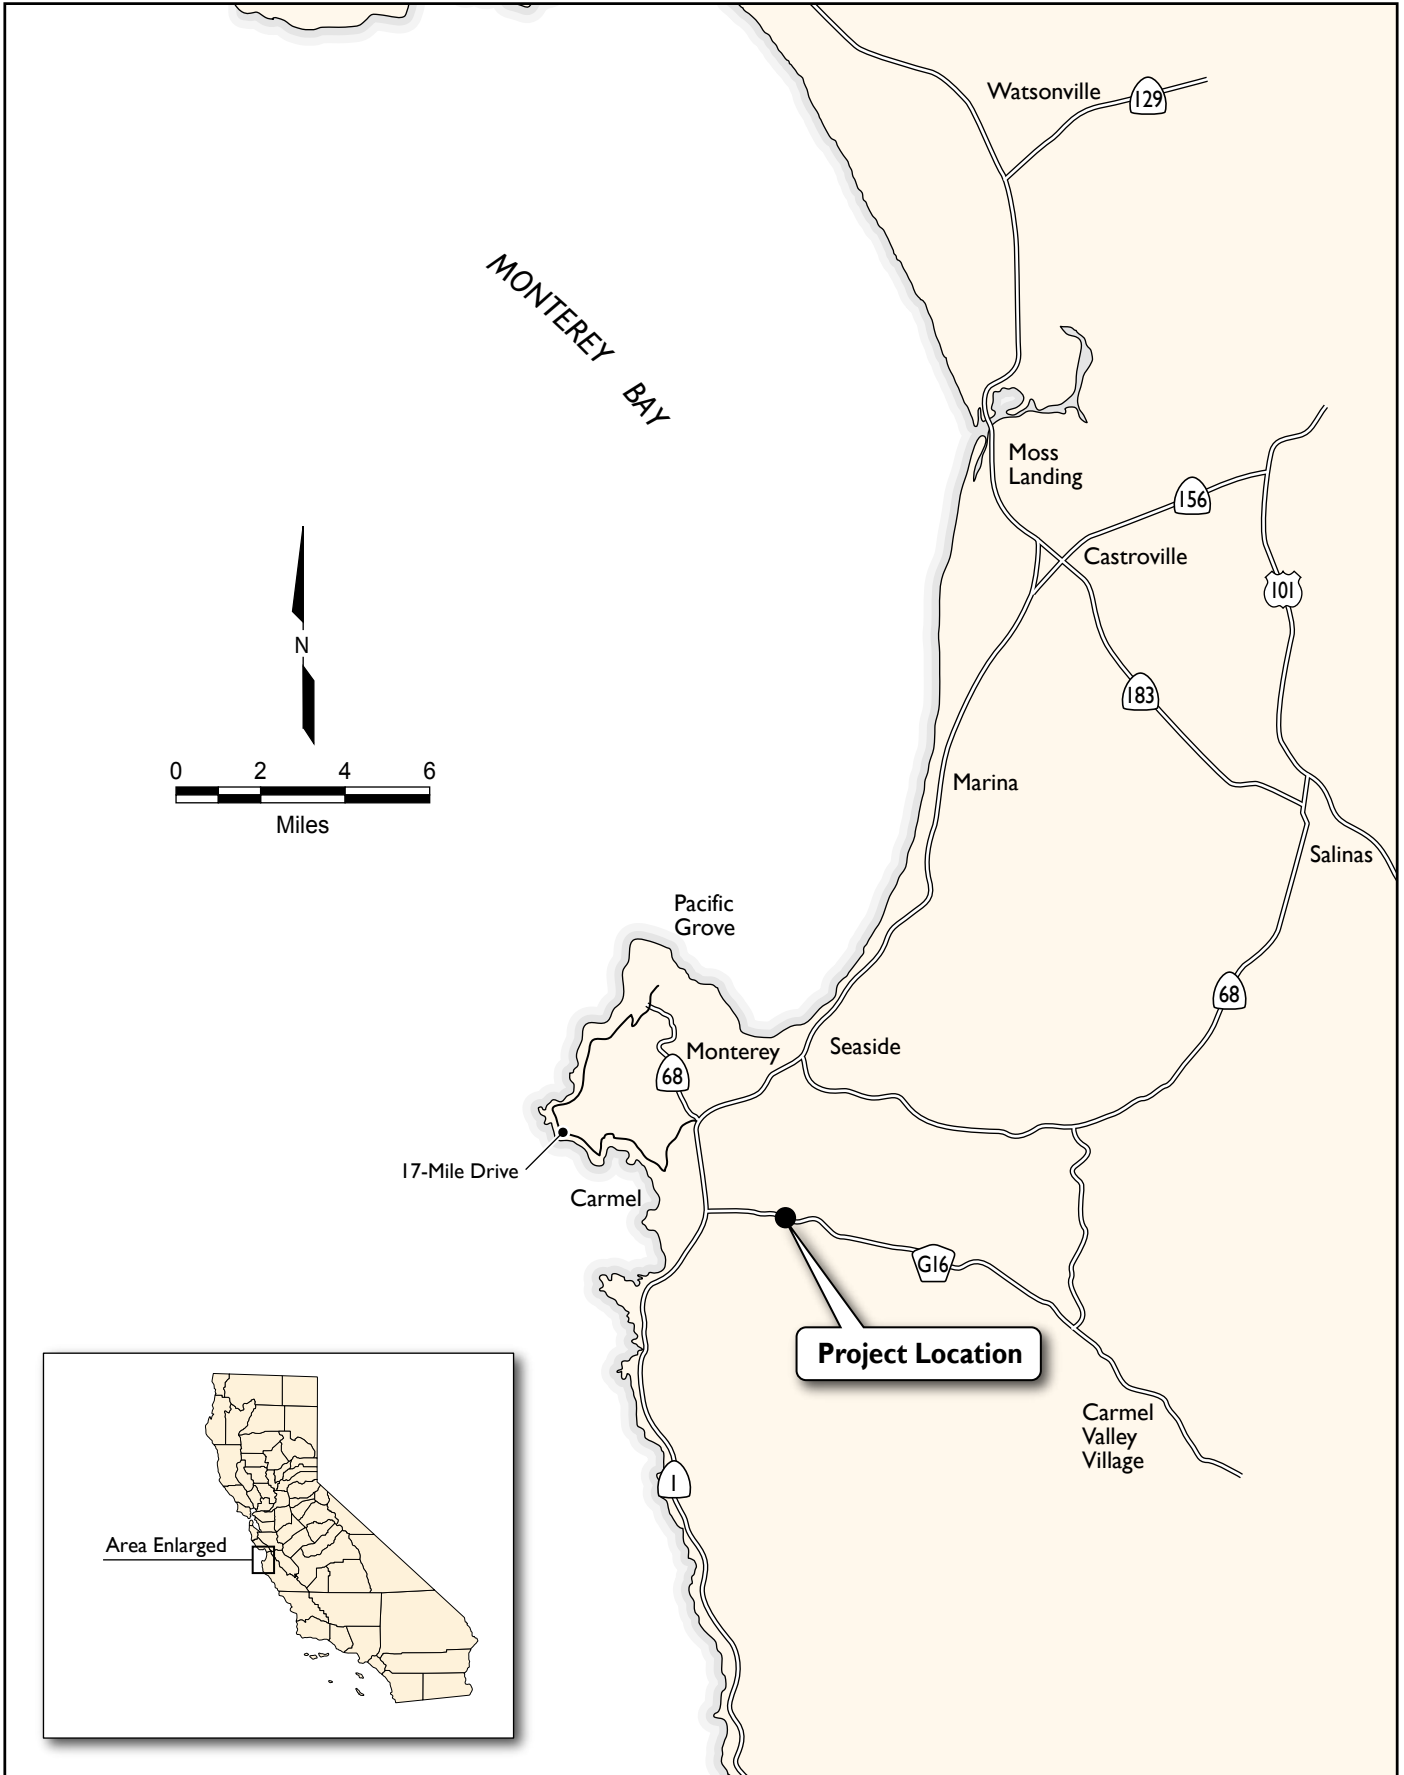 Watsonville
129
MONTEREY BAY
Moss
Landing
156
Castroville
101
N
183
0 2 4 6
Miles
Marina
Salinas
Pacific
Grove
68
Monterey
Seaside
68
17-Mile Drive
Carmel
G16
Project Location
Carmel
Valley
Village
1
Area Enlarged